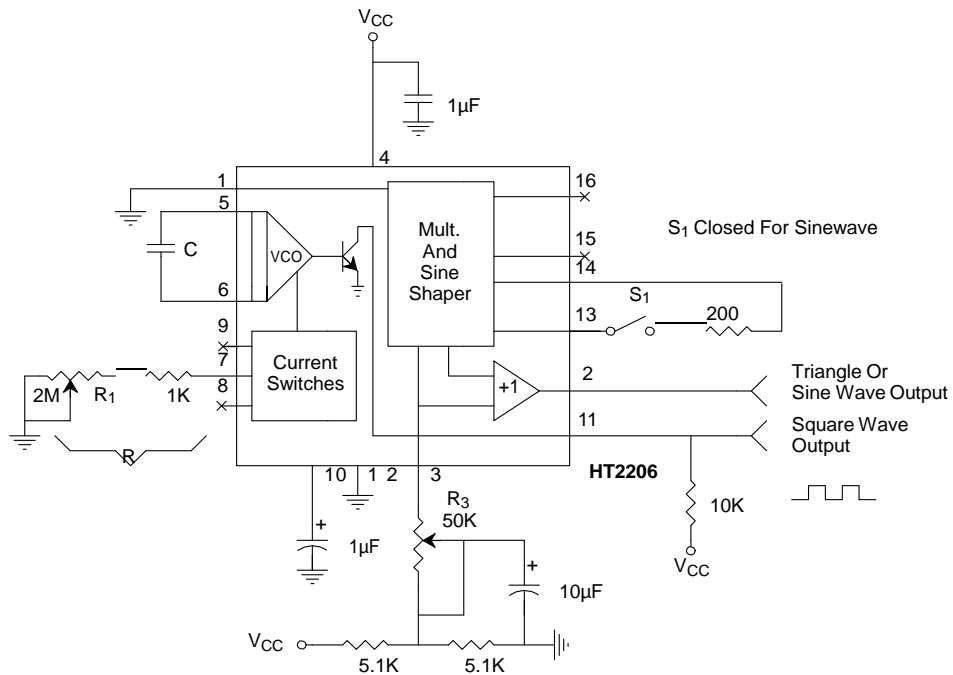 VCC
1µF
4
1
16
5
Mult.
And
Sine
Shaper
15
S1 Closed For Sinewave
C
VCO
14
6
S1
13
200
9
7
Current
Switches
2M
R1
1K
8
+1
2
Triangle Or
Sine Wave Output
11
Square Wave
Output
R
10
1 2
3
HT2206
R3
50K
10K
+
1µF
+
10µF
VCC
VCC
5.1K
5.1K